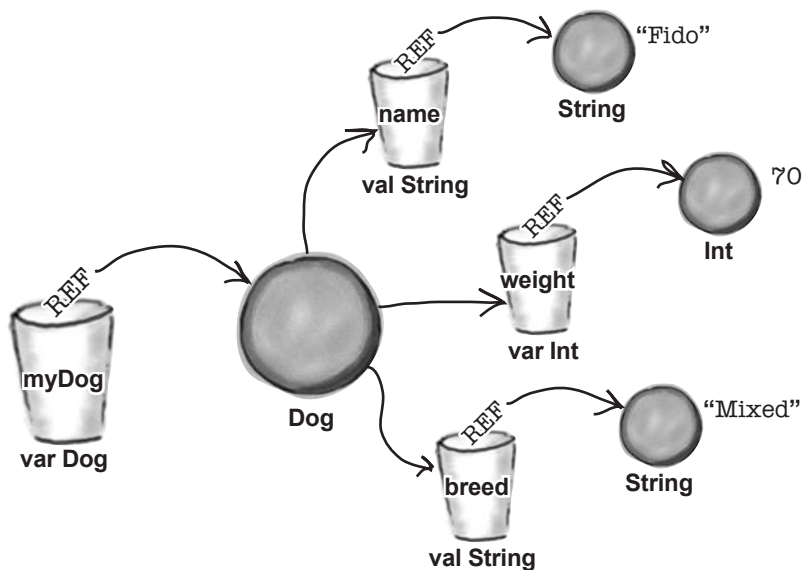 REF
“Fido”
name
String
val String
REF
70
weight
Int
var Int
REF
myDog
var Dog
Dog
REF
“Mixed”
breed
String
val String